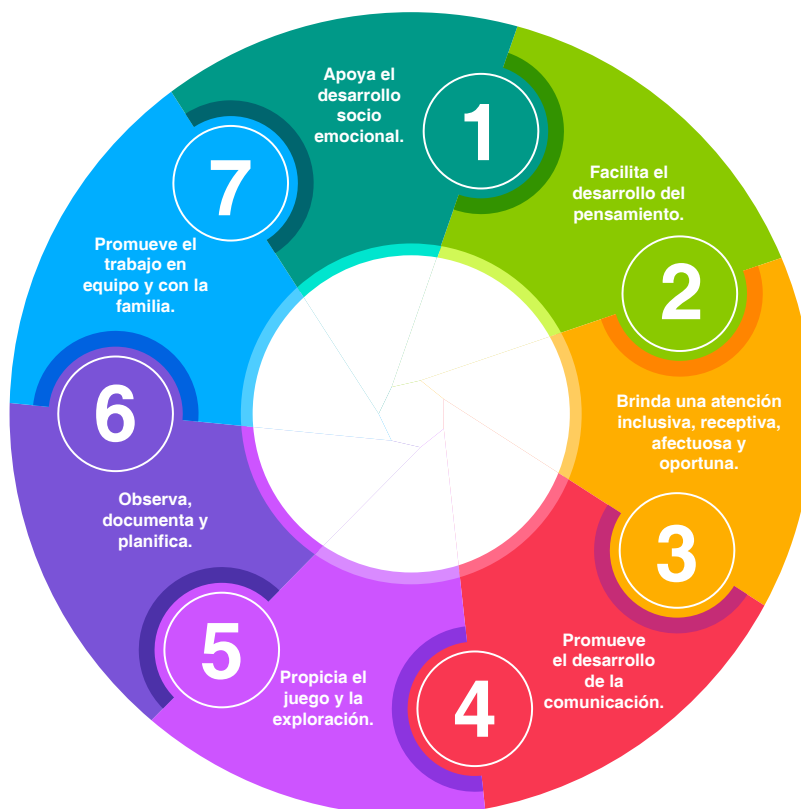 Apoya el
desarrollo
socio
emocional.
1
Facilita el
desarrollo del
pensamiento.
2
Brinda una atención
inclusiva, receptiva,
afectuosa y
oportuna.
3
Promueve
el desarrollo
de la
comunicación.
4
Propicia el
juego y la
exploración.
5
Observa,
documenta y
planifica.
6
Promueve el
trabajo en
equipo y con la
familia.
7